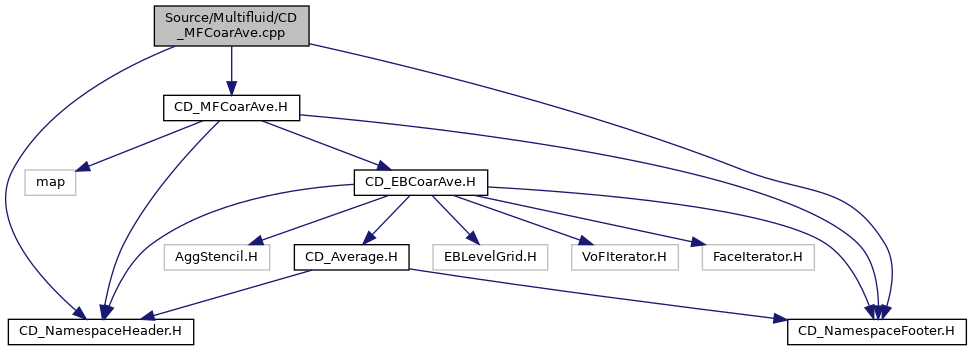 Source/Multifluid/CD
_MFCoarAve.cpp
CD_MFCoarAve.H
map
CD_EBCoarAve.H
AggStencil.H
CD_Average.H
EBLevelGrid.H
VoFIterator.H
FaceIterator.H
CD_NamespaceHeader.H
CD_NamespaceFooter.H